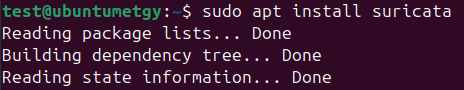 test@ubuntumetgy:~$ sudo apt install suricata
Reading package lists... Done
Building dependency tree... Done
Reading state information... Done